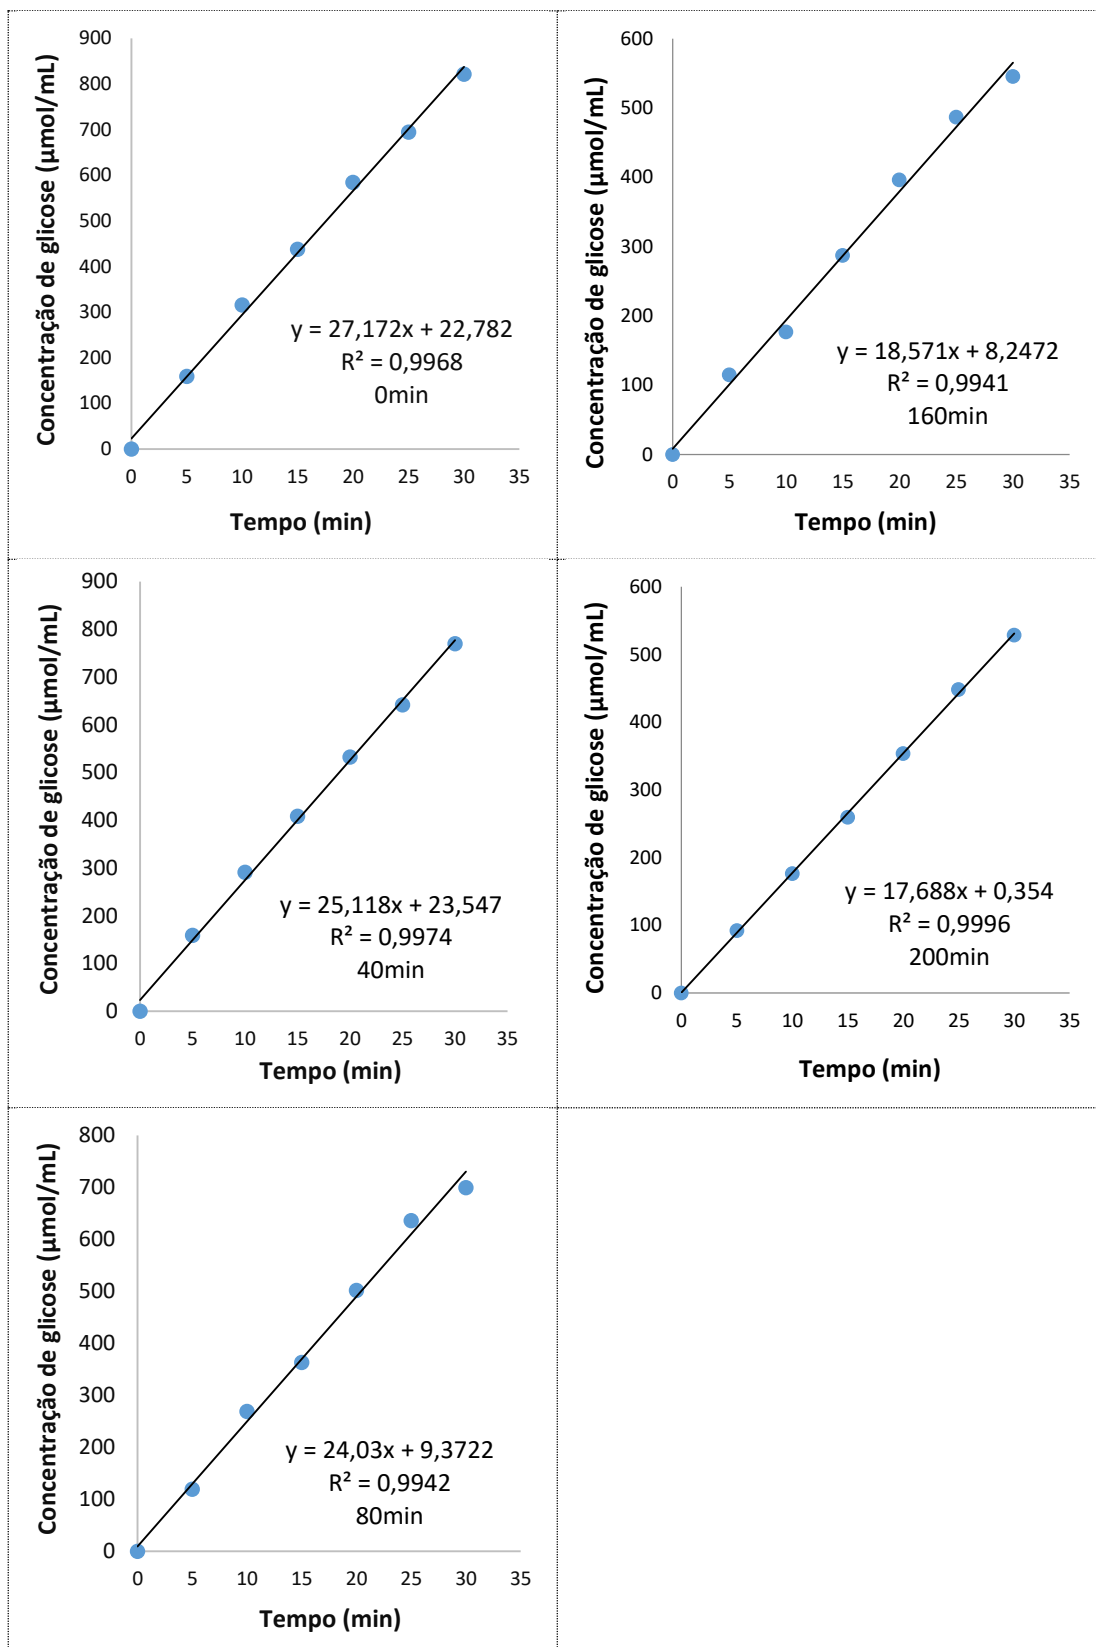 Concentração de glicose (µmol/mL)
900
800
700
600
500
400
300
200
100
0
y = 27,172x + 22,782
R² = 0,9968
0min
0 5 10 15 20 25 30 35
Tempo (min)
Concentração de glicose (µmol/mL)
600
500
400
300
200
100
0
y = 18,571x + 8,2472
R² = 0,9941
160min
0 5 10 15 20 25 30 35
Tempo (min)
Concentração de glicose (µmol/mL)
900
800
700
600
500
400
300
200
100
0
y = 25,118x + 23,547
R² = 0,9974
40min
0 5 10 15 20 25 30 35
Tempo (min)
Concentração de glicose (µmol/mL)
600
500
400
300
200
100
0
y = 17,688x + 0,354
R² = 0,9996
200min
0 5 10 15 20 25 30 35
Tempo (min)
Concentração de glicose (µmol/mL)
800
700
600
500
400
300
200
100
0
y = 24,03x + 9,3722
R² = 0,9942
80min
0 5 10 15 20 25 30 35
Tempo (min)